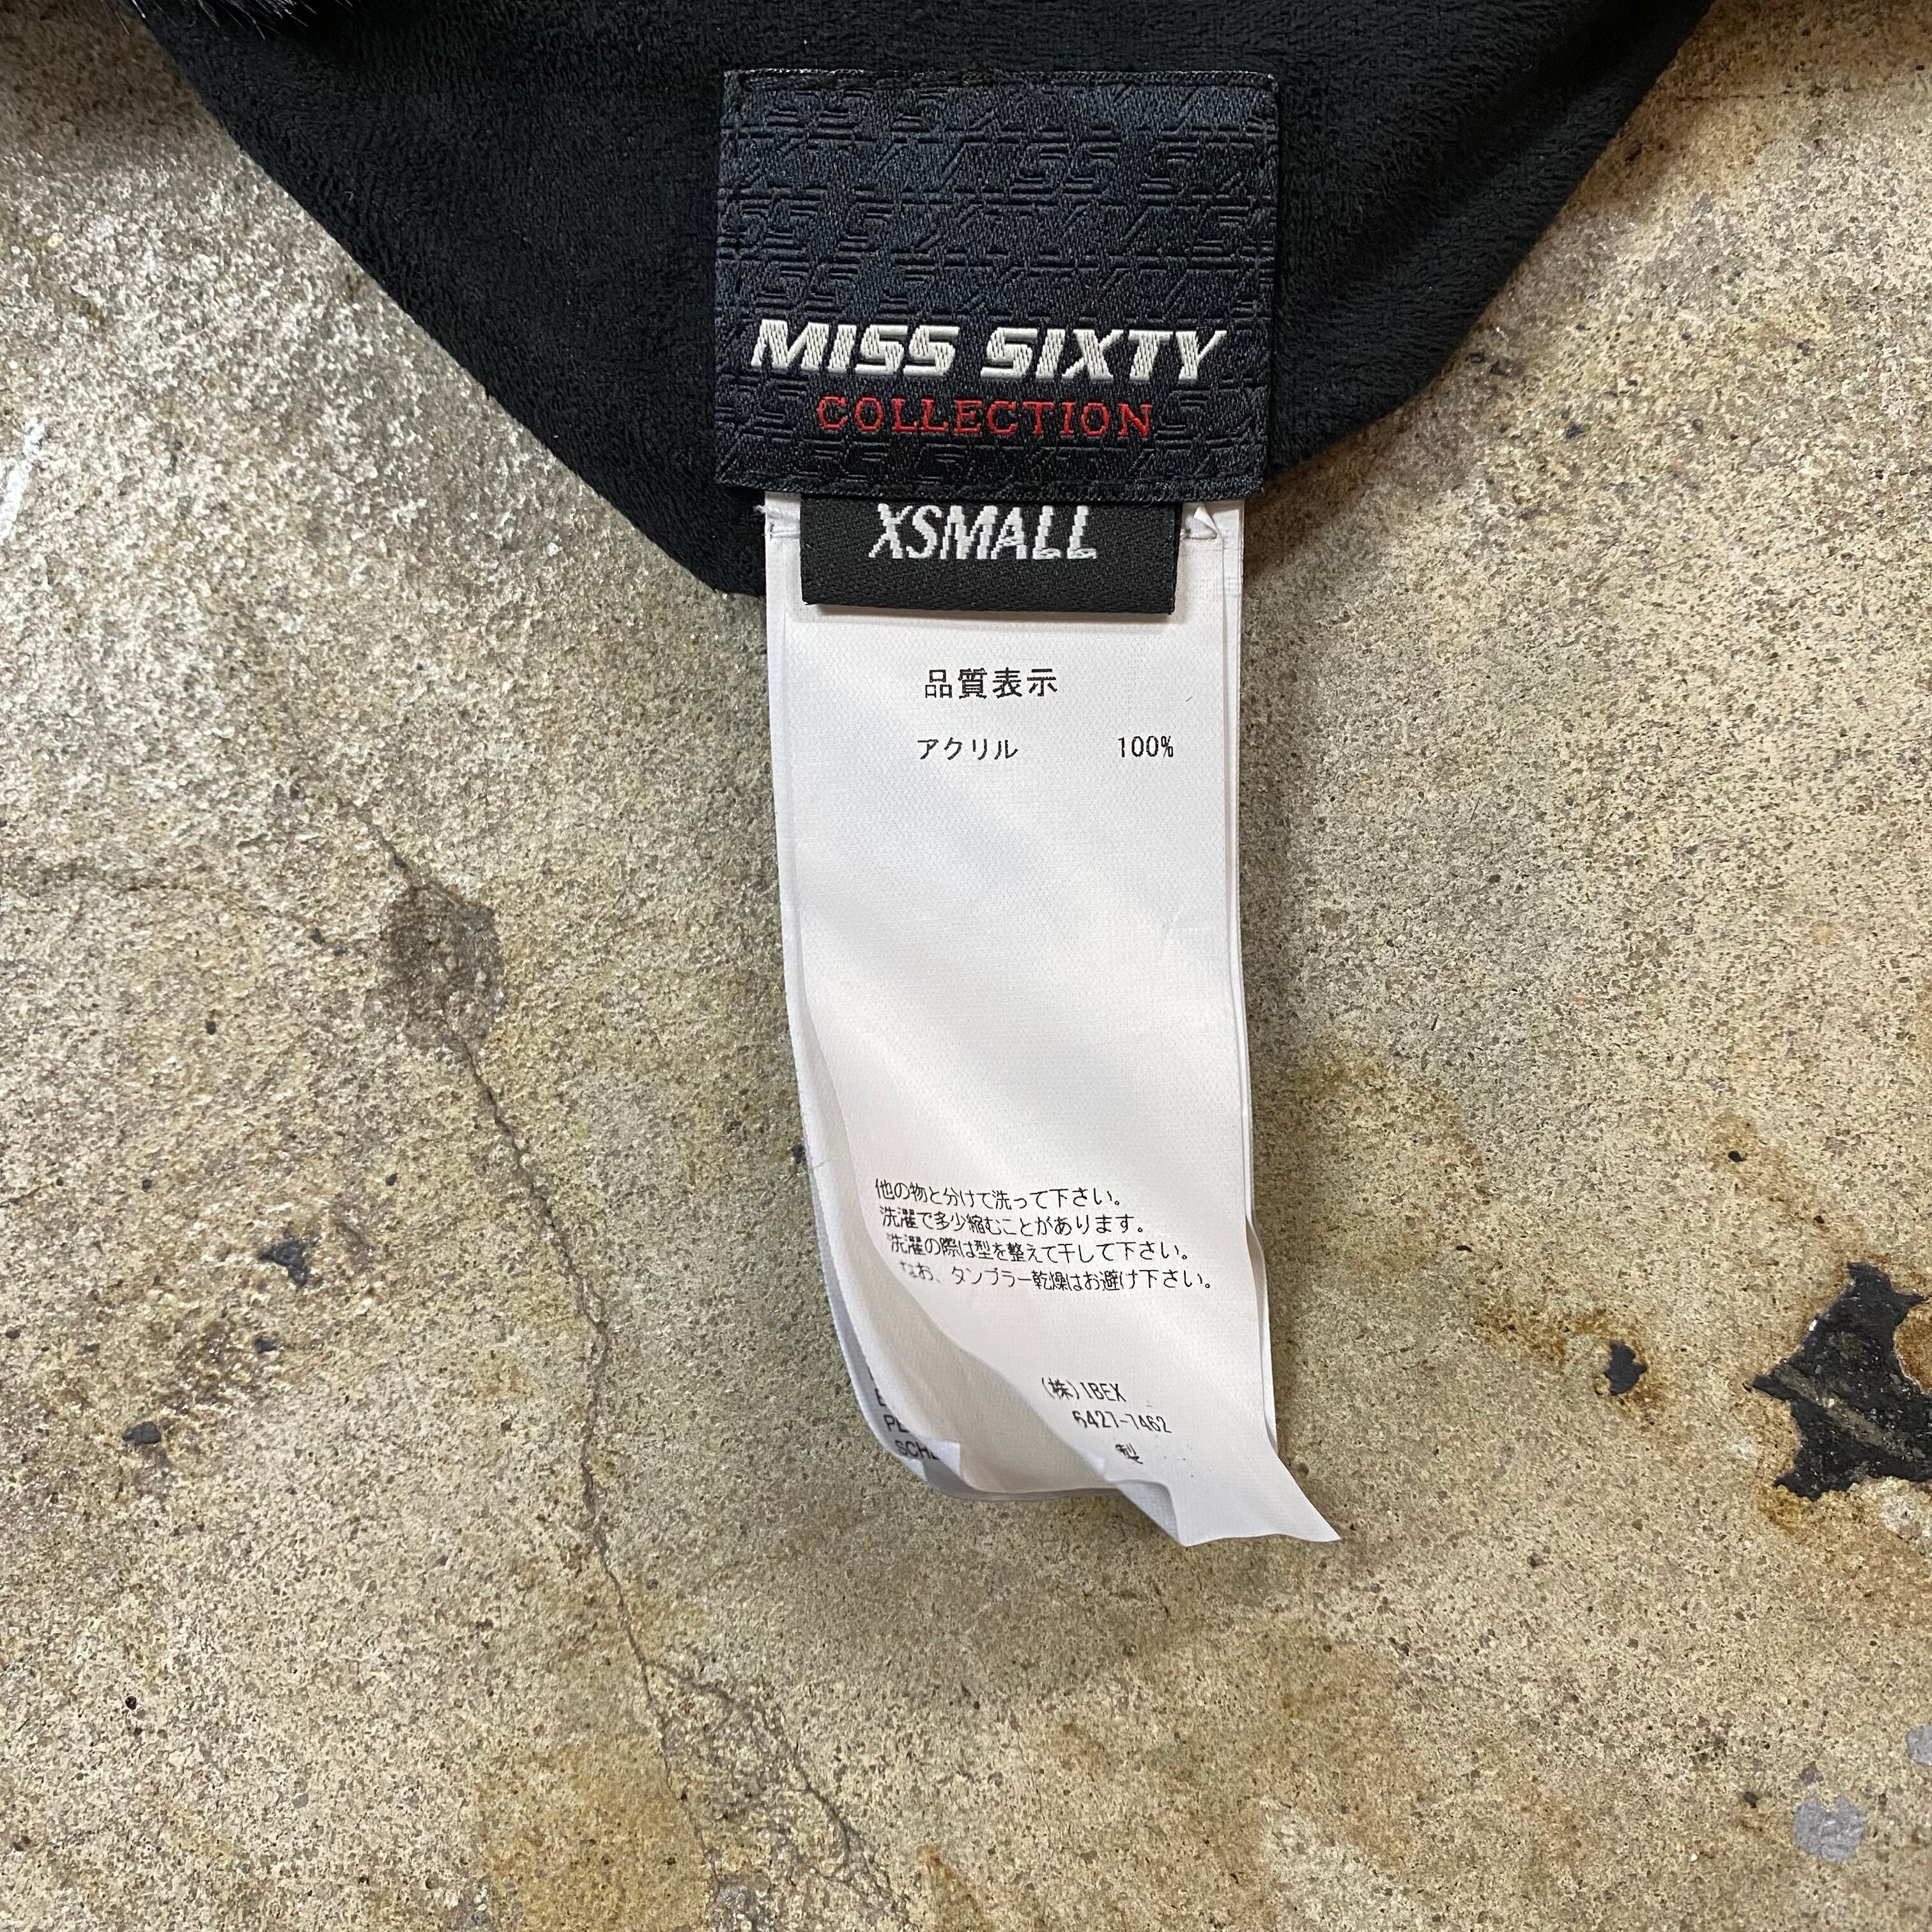 MISS SIXTY
COLLECTION
XSMALL
品質表示
アクリル 100%
他の物と分けて洗って下さい。
洗濯で多少縮むことがあります。
洗濯の際は型を整えて干して下さい。
なお、タンブラー乾燥はお避け下さい。
(株)IBEX
6427-7462
製